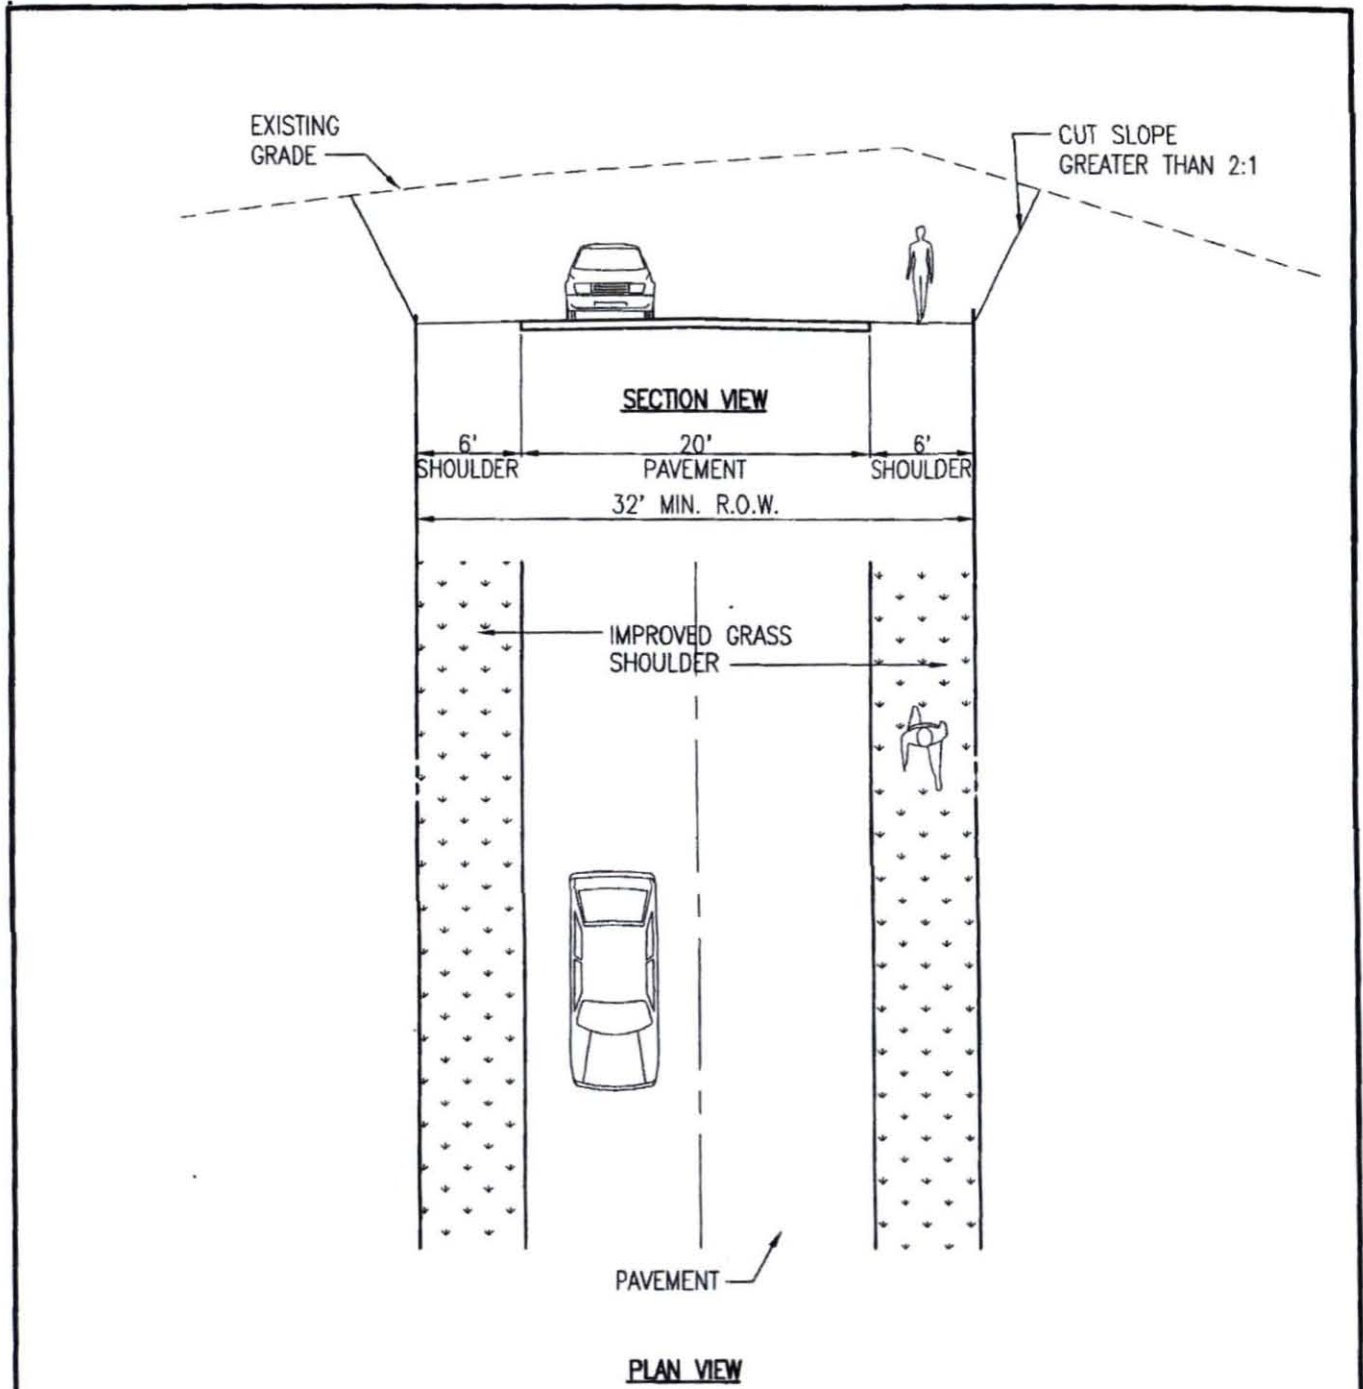 EXISTING
GRADE
CUT SLOPE
GREATER THAN 2:1
SECTION VIEW
6'
SHOULDER
20'
PAVEMENT
6'
SHOULDER
32' MIN. R.O.W.
IMPROVED GRASS
SHOULDER
PAVEMENT
PLAN VIEW